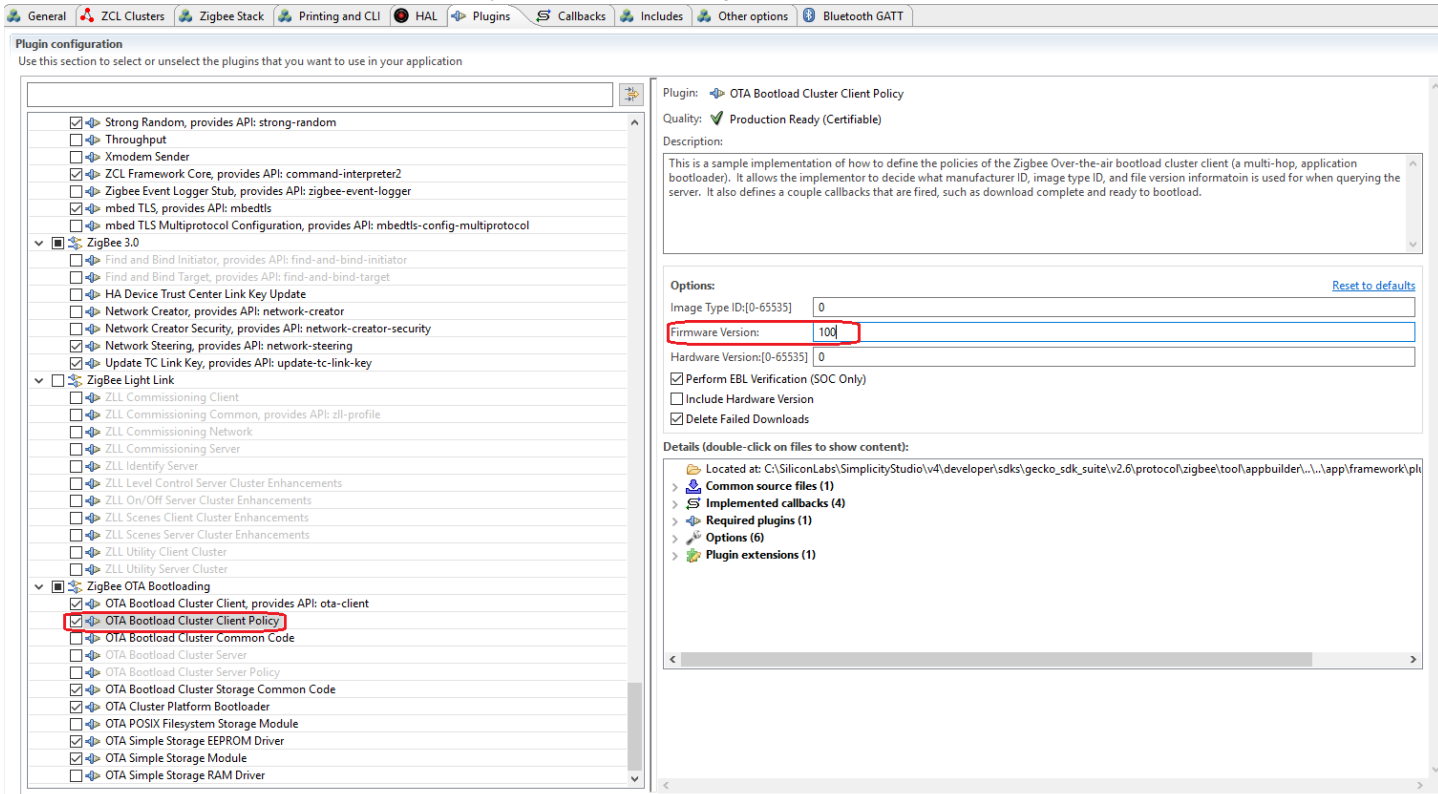 General ZCL Clusters Zigbee Stack Printing and CLI HAL Plugins Callbacks Includes Other options Bluetooth GATT
Plugin configuration
Use this section to select or unselect the plugins that you want to use in your application
Strong Random, provides API: strong-random
Throughput
Xmodem Sender
ZCL Framework Core, provides API: command-interpreter2
Zigbee Event Logger Stub, provides API: zigbee-event-logger
mbed TLS, provides API: mbedtls
mbed TLS Multiprotocol Configuration, provides API: mbedtls-config-multiprotocol
ZigBee 3.0
Find and Bind Initiator, provides API: find-and-bind-initiator
Find and Bind Target, provides API: find-and-bind-target
HA Device Trust Center Link Key Update
Network Creator, provides API: network-creator
Network Creator Security, provides API: network-creator-security
Network Steering, provides API: network-steering
Update TC Link Key, provides API: update-tc-link-key
ZigBee Light Link
ZLL Commissioning Client
ZLL Commissioning Common, provides API: zll-profile
ZLL Commissioning Network
ZLL Commissioning Server
ZLL Identify Server
ZLL Level Control Server Cluster Enhancements
ZLL On/Off Server Cluster Enhancements
ZLL Scenes Client Cluster Enhancements
ZLL Scenes Server Cluster Enhancements
ZLL Utility Client Cluster
ZLL Utility Server Cluster
ZigBee OTA Bootloading
OTA Bootload Cluster Client, provides API: ota-client
OTA Bootload Cluster Client Policy
OTA Bootload Cluster Common Code
OTA Bootload Cluster Server
OTA Bootload Cluster Server Policy
OTA Bootload Cluster Storage Common Code
OTA Cluster Platform Bootloader
OTA POSIX Filesystem Storage Module
OTA Simple Storage EEPROM Driver
OTA Simple Storage Module
OTA Simple Storage RAM Driver
Plugin: OTA Bootload Cluster Client Policy
Quality: Production Ready (Certifiable)
Description:
This is a sample implementation of how to define the policies of the Zigbee Over-the-air bootload cluster client (a multi-hop, application
bootloader). It allows the implementor to decide what manufacturer ID, image type ID, and file version informatoin is used for when querying the
server. It also defines a couple callbacks that are fired, such as download complete and ready to bootload.
Options: Reset to defaults
Image Type ID:[0-65535] 0
Firmware Version: 100
Hardware Version:[0-65535] 0
Perform EBL Verification (SOC Only)
Include Hardware Version
Delete Failed Downloads
Details (double-click on files to show content):
Located at: C:\SiliconLabs\SimplicityStudio\v4\developer\sdks\gecko_sdk_suite\v2.6\protocol\zigbee\tool\appbuilder\..\..\app\framework\plu
Common source files (1)
Implemented callbacks (4)
Required plugins (1)
Options (6)
Plugin extensions (1)